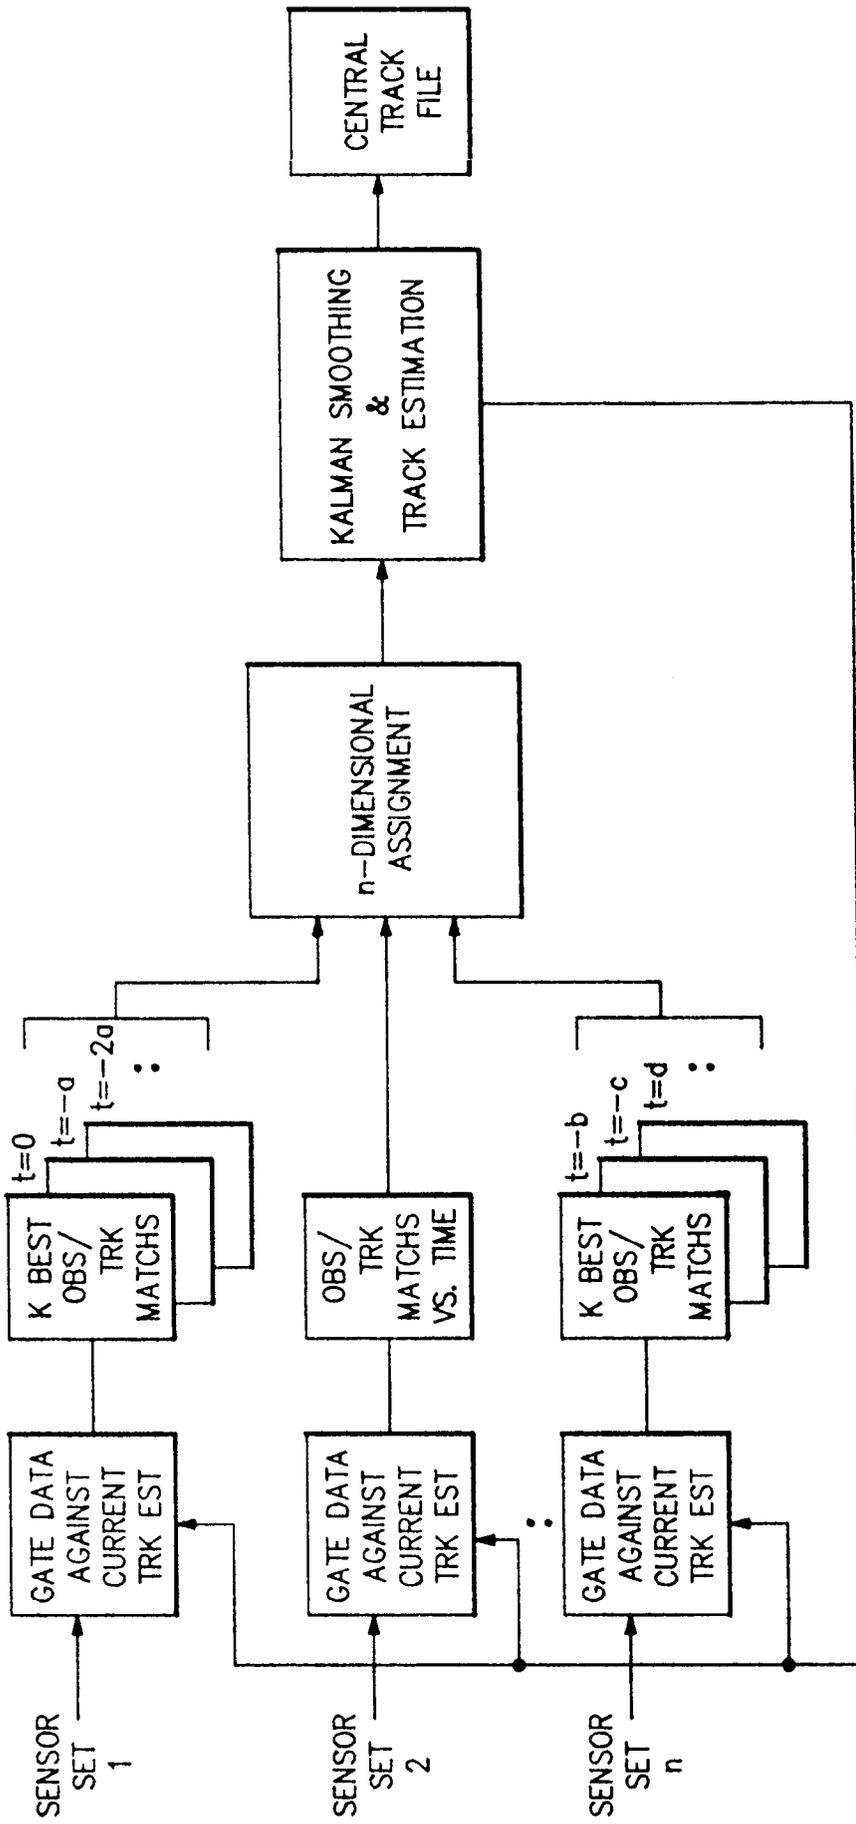 SENSOR
SET
1
GATE DATA
AGAINST
CURRENT
TRK EST
K BEST
OBS/
TRK
MATCHS
t=0
t=-a
t=-2a
SENSOR
SET
2
GATE DATA
AGAINST
CURRENT
TRK EST
OBS/
TRK
MATCHS
VS. TIME
SENSOR
SET
n
GATE DATA
AGAINST
CURRENT
TRK EST
K BEST
OBS/
TRK
MATCHS
t=-b
t=-c
t=d
n-DIMENSIONAL
ASSIGNMENT
KALMAN SMOOTHING
&
TRACK ESTIMATION
CENTRAL
TRACK
FILE